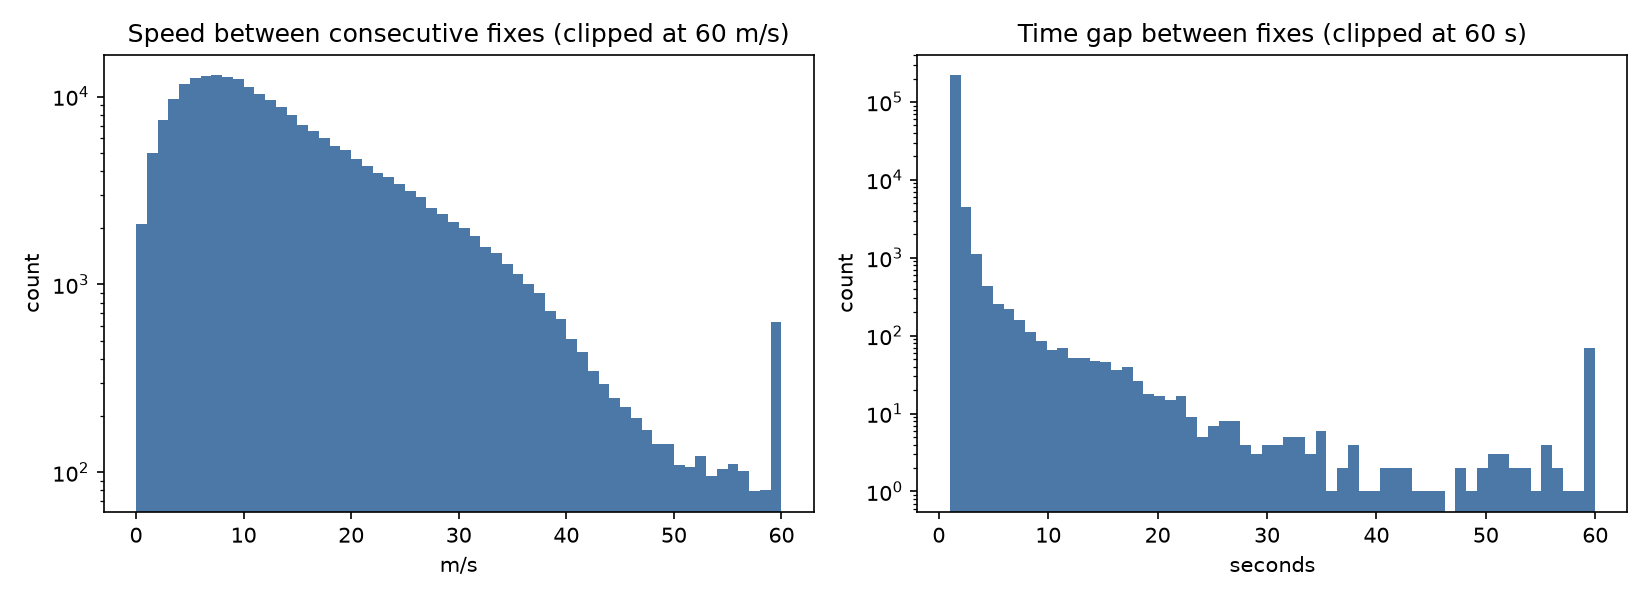 Speed between consecutive fixes (clipped at 60 m/s)
count
10^4
10^3
10^2
0 10 20 30 40 50 60
m/s
Time gap between fixes (clipped at 60 s)
count
10^5
10^4
10^3
10^2
10^1
10^0
0 10 20 30 40 50 60
seconds